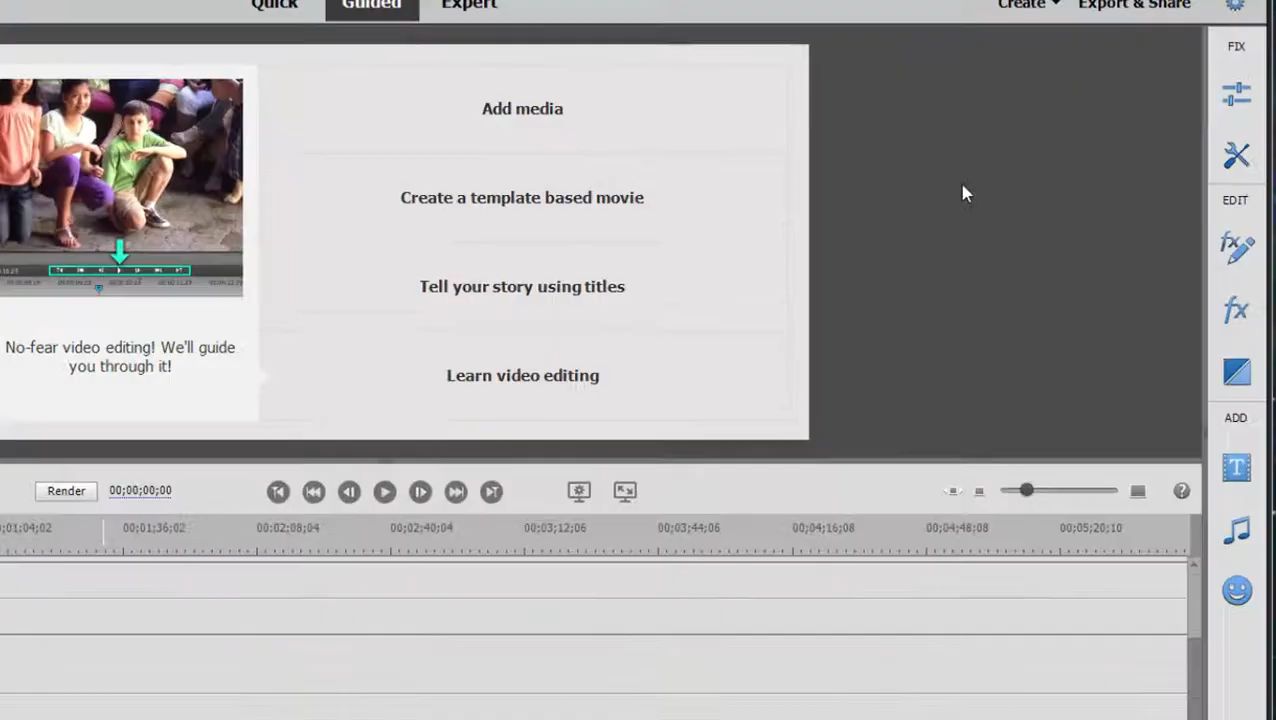 Quick Guided Expert Create Export & Share
FIX
Add media
Create a template based movie
EDIT
Tell your story using titles
No-fear video editing! We'll guide
you through it!
Learn video editing
fx
ADD
T
Render 00;00;00;00
;01;04;02 00;01;36;02 00;02;08;04 00;02;40;04 00;03;12;06 00;03;44;06 00;04;16;08 00;04;48;08 00;05;20;10